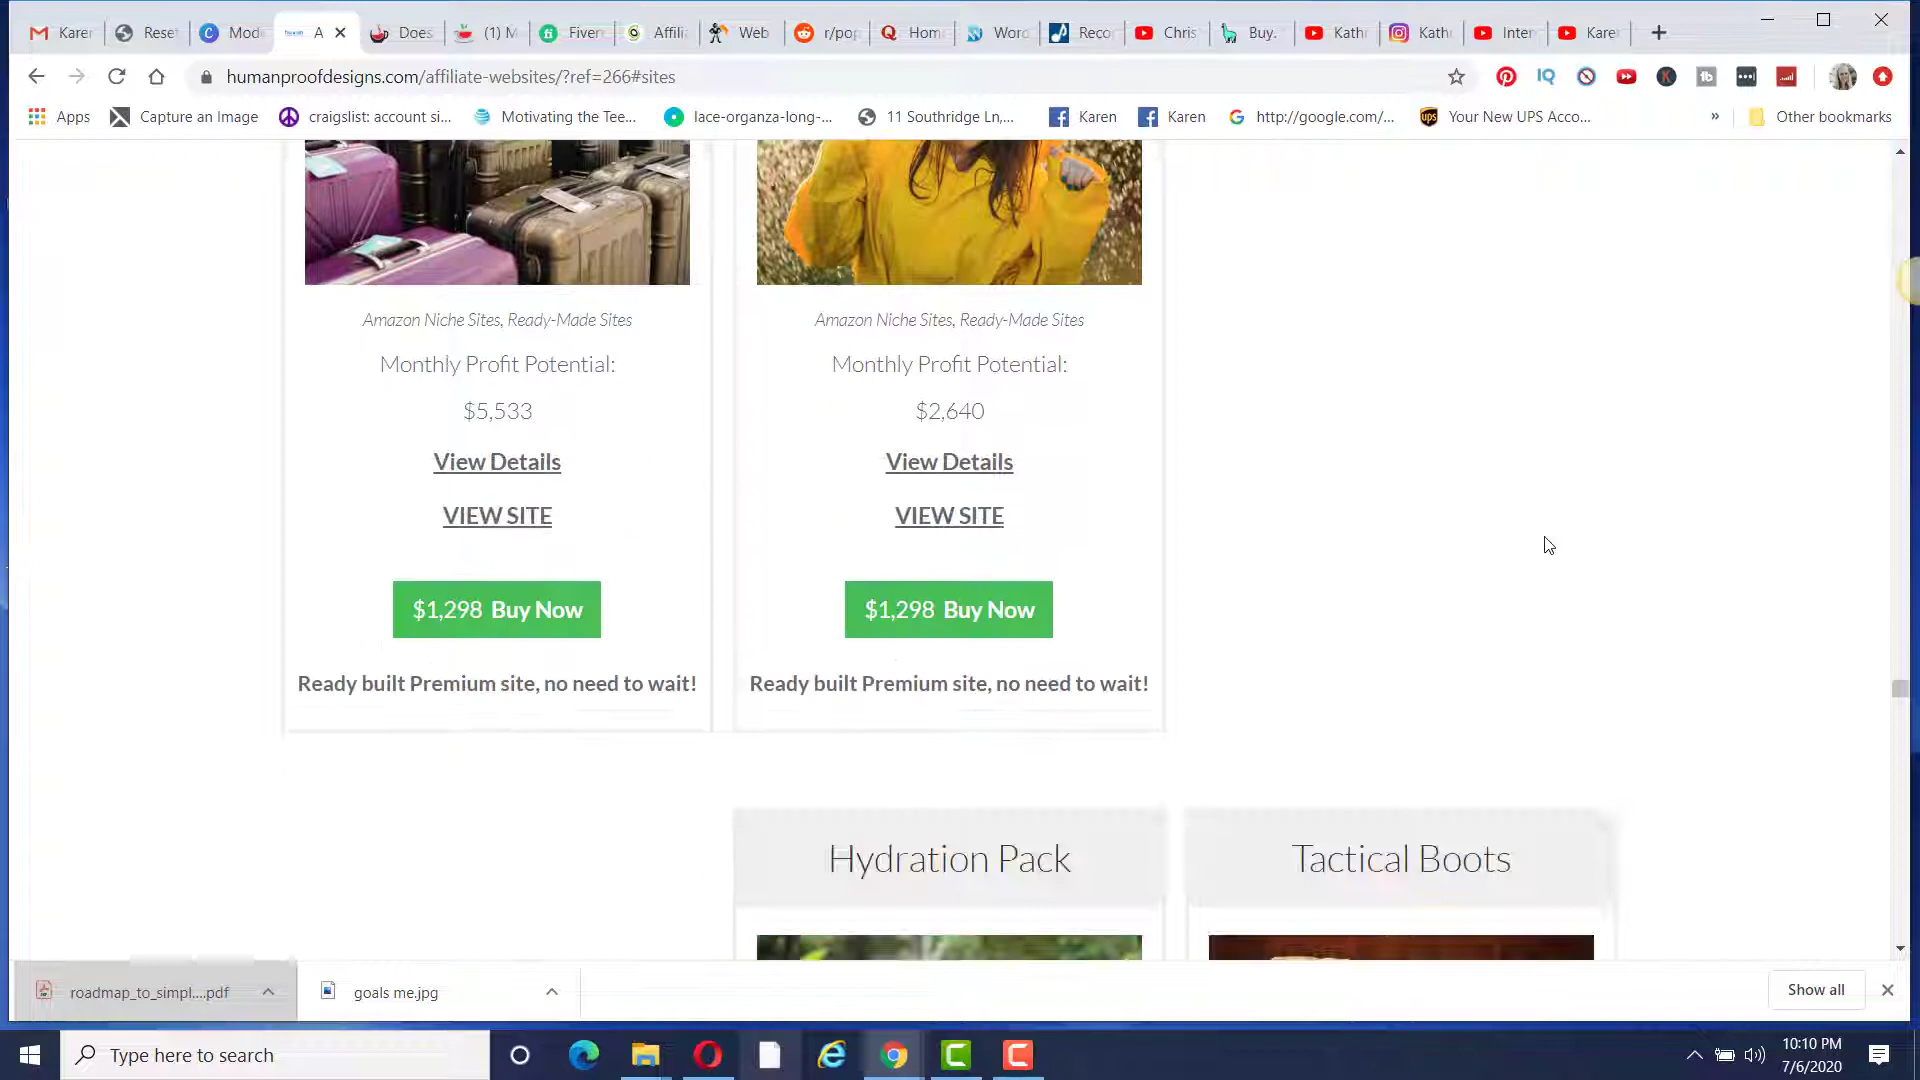 Karer
Rese
Mod
A
Does
(1) M
Fiver
Affili
Web
r/pop
Hom
Word
Reco
Chris
Buy.
Kathr
Kathr
Inter
Kare
humanproofdesigns.com/affiliate-websites/?ref=266#sites
Apps
Capture an Image
craigslist: account si...
Motivating the Tee...
lace-organza-long-...
11 Southridge Ln,...
Karen
Karen
http://google.com/...
Your New UPS Acco...
»
Other bookmarks
Amazon Niche Sites, Ready-Made Sites
Monthly Profit Potential:
$5,533
View Details
VIEW SITE
$1,298 Buy Now
Ready built Premium site, no need to wait!
Amazon Niche Sites, Ready-Made Sites
Monthly Profit Potential:
$2,640
View Details
VIEW SITE
$1,298 Buy Now
Ready built Premium site, no need to wait!
Hydration Pack
Tactical Boots
roadmap_to_simpl....pdf
goals me.jpg
Show all
Type here to search
10:10 PM
7/6/2020